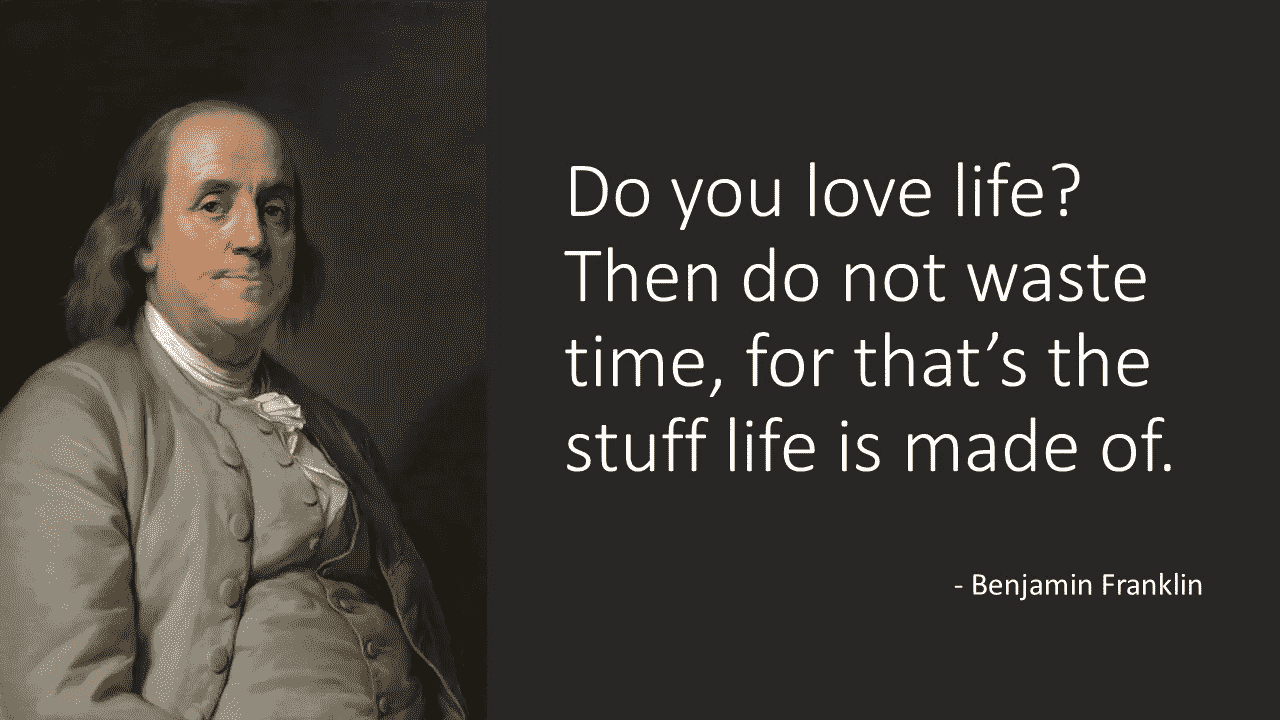 Do you love life?
Then do not waste
time, for that’s the
stuff life is made of.
- Benjamin Franklin